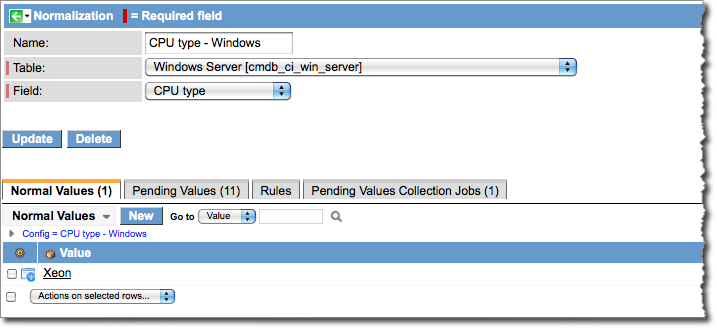 Normalization = Required field
Name: CPU type - Windows
Table: Windows Server [cmdb_ci_win_server]
Field: CPU type
Update Delete
Normal Values (1) Pending Values (11) Rules Pending Values Collection Jobs (1)
Normal Values New Go to Value
Config = CPU type - Windows
Value
Xeon
Actions on selected rows...